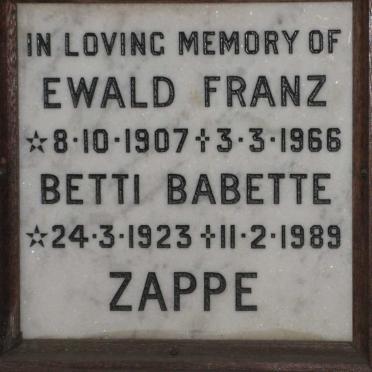 IN LOVING MEMORY OF
EWALD FRANZ
☆8·10·1907 ✝3·3·1966
BETTI BABETTE
☆24·3·1923 ✝11·2·1989
ZAPPE